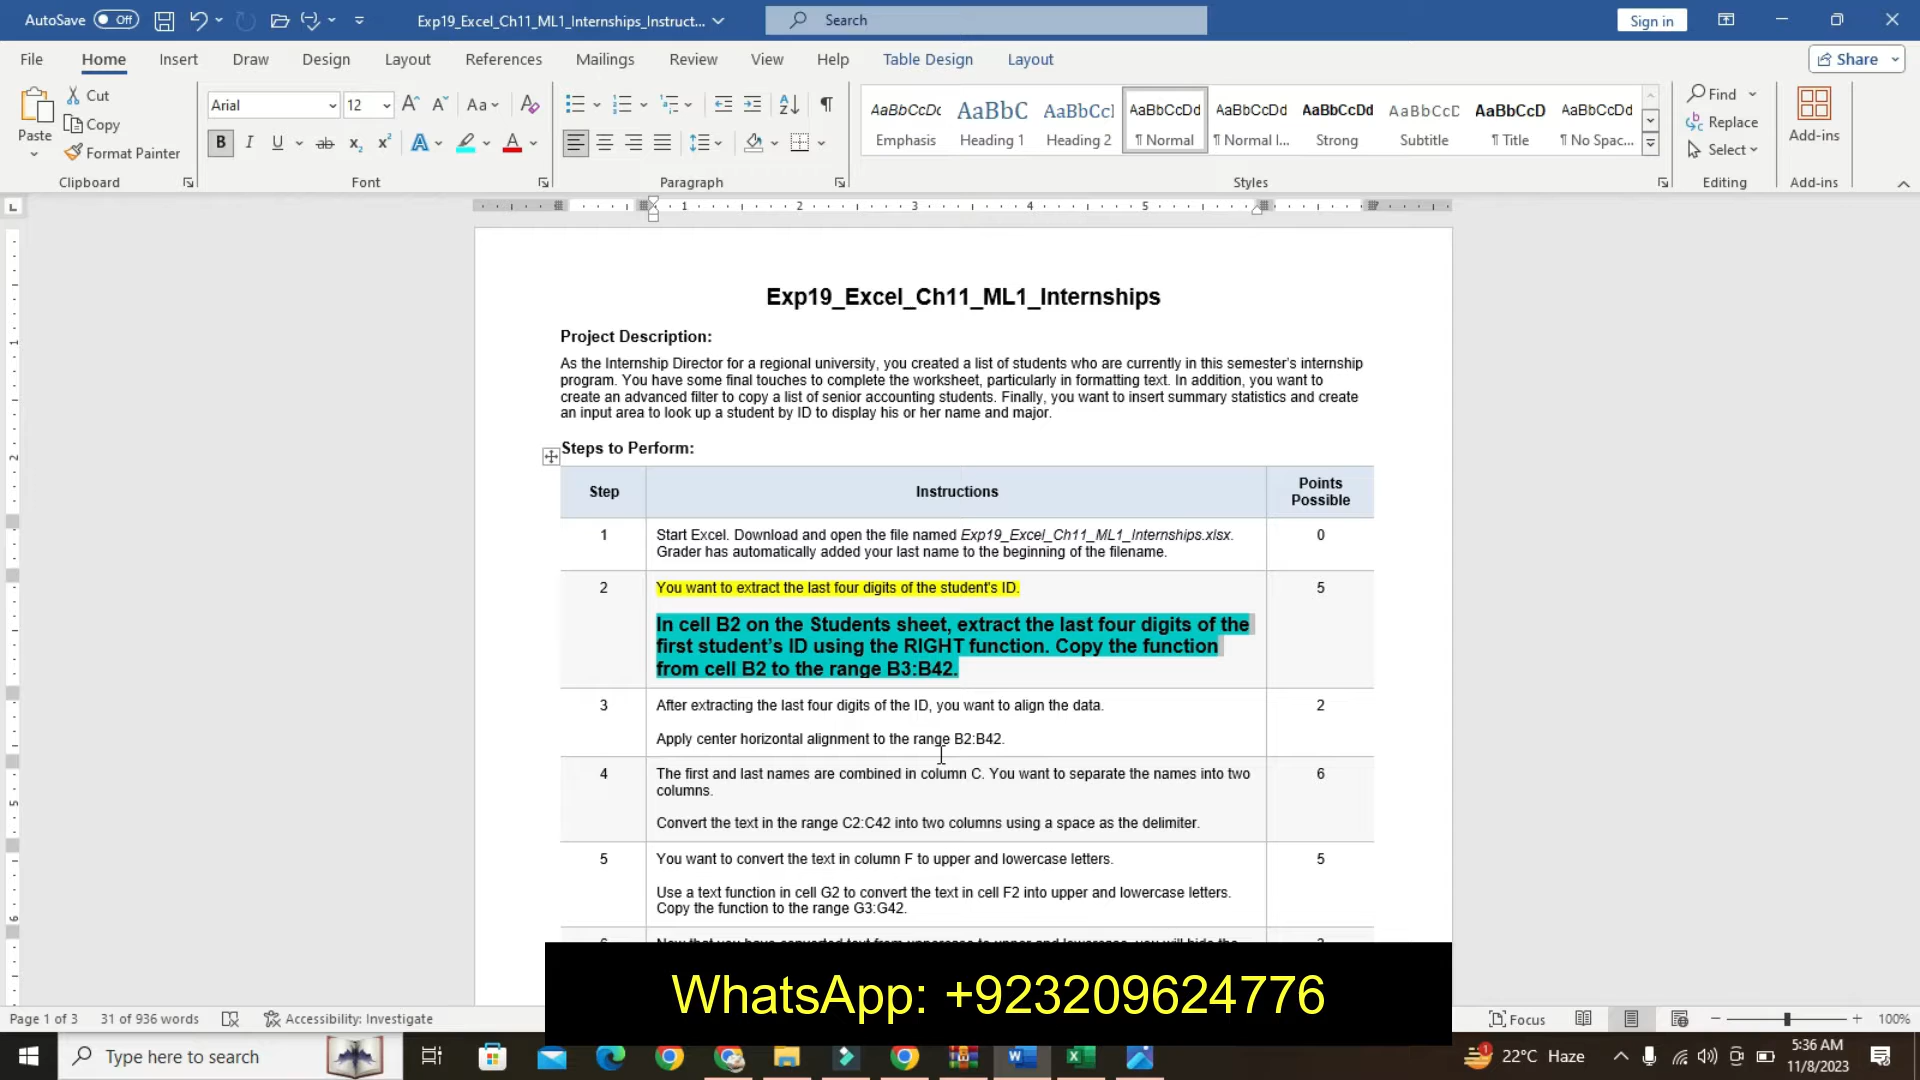 AutoSave Off
Exp19_Excel_Ch11_ML1_Internships_Instruct...
Search
Sign in
File Home Insert Draw Design Layout References Mailings Review View Help Table Design Layout
Share
Paste
Cut
Copy
Format Painter
Clipboard
Arial 12
Aa
B I U ab x₂ x²
Font
Paragraph
AaBbCcDc AaBbC AaBbCcI AaBbCcDd AaBbCcDd AaBbCcDd AaBbCcD AaBbCcD AaBbCcDd
Emphasis Heading 1 Heading 2 ¶ Normal ¶ Normal I... Strong Subtitle ¶ Title ¶ No Spac...
Styles
Find
Replace
Select
Editing
Add-ins
Add-ins
1 2 3 4 5
Exp19_Excel_Ch11_ML1_Internships
Project Description:
As the Internship Director for a regional university, you created a list of students who are currently in this semester's internship
program. You have some final touches to complete the worksheet, particularly in formatting text. In addition, you want to
create an advanced filter to copy a list of senior accounting students. Finally, you want to insert summary statistics and create
an input area to look up a student by ID to display his or her name and major.
Steps to Perform:
Step Instructions Points
Possible
1 Start Excel. Download and open the file named Exp19_Excel_Ch11_ML1_Internships.xlsx. 0
Grader has automatically added your last name to the beginning of the filename.
2 You want to extract the last four digits of the student's ID. 5
In cell B2 on the Students sheet, extract the last four digits of the
first student's ID using the RIGHT function. Copy the function
from cell B2 to the range B3:B42.
3 After extracting the last four digits of the ID, you want to align the data. 2
Apply center horizontal alignment to the range B2:B42.
4 The first and last names are combined in column C. You want to separate the names into two 6
columns.
Convert the text in the range C2:C42 into two columns using a space as the delimiter.
5 You want to convert the text in column F to upper and lowercase letters. 5
Use a text function in cell G2 to convert the text in cell F2 into upper and lowercase letters.
Copy the function to the range G3:G42.
WhatsApp: +923209624776
Page 1 of 3 31 of 936 words Accessibility: Investigate
Focus
100%
Type here to search
22°C Haze
5:36 AM
11/8/2023